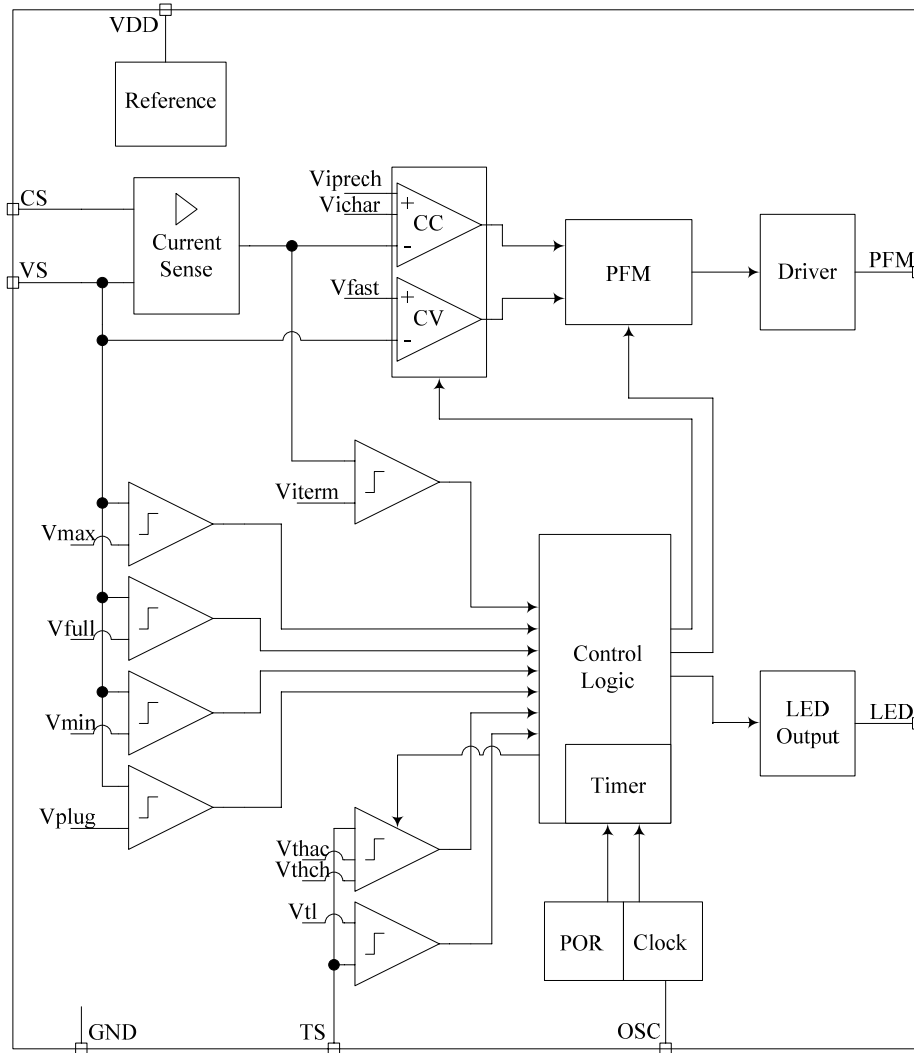 VDD
Reference
CS
Current
Sense
VS
Viprech
Vichar
+
CC
-
Vfast
+
CV
-
PFM
Driver
PFM
Viterm
Vmax
Vfull
Vmin
Vplug
Control
Logic
Timer
LED
Output
LED
Vthac
Vthch
Vtl
POR
Clock
GND
TS
OSC